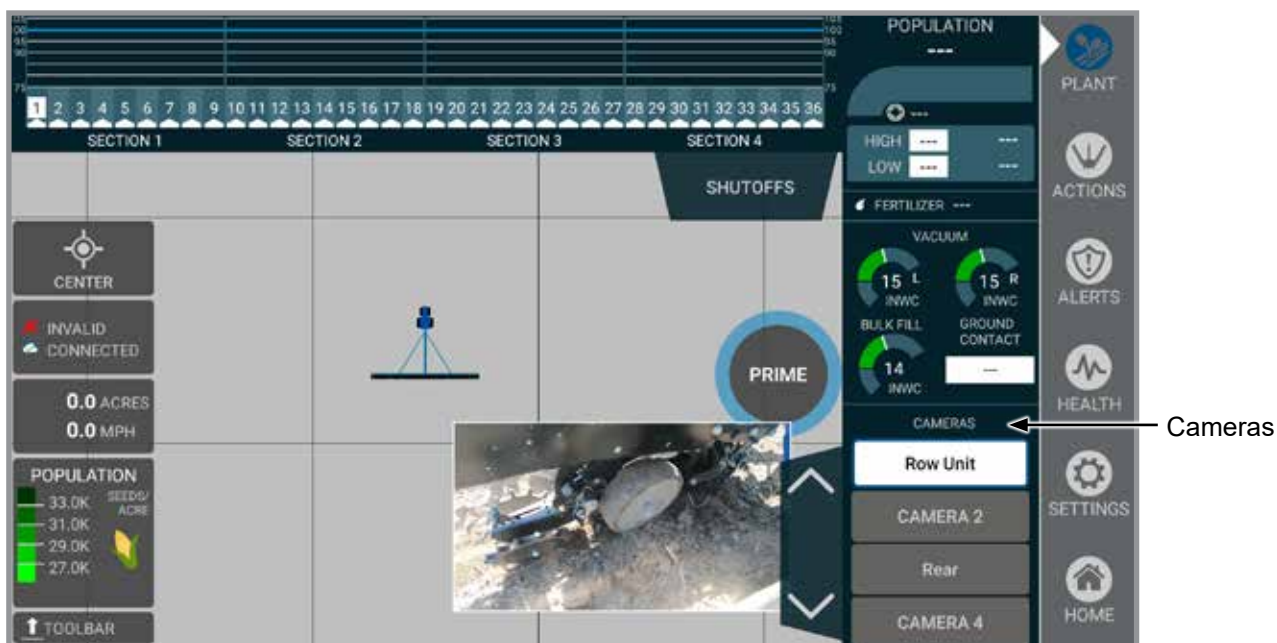 105
100
95
90
75
105
100
95
90
75
1 2 3 4 5 6 7 8 9 10 11 12 13 14 15 16 17 18 19 20 21 22 23 24 25 26 27 28 29 30 31 32 33 34 35 36
SECTION 1 SECTION 2 SECTION 3 SECTION 4
SHUTOFFS
CENTER
INVALID
CONNECTED
0.0 ACRES
0.0 MPH
POPULATION
33.0K SEEDS/
ACRE
31.0K
29.0K
27.0K
TOOLBAR
PRIME
POPULATION
---
---
HIGH --- ---
LOW --- ---
FERTILIZER ---
VACUUM
15 L 15 R
INWC INWC
BULK FILL GROUND
CONTACT
14 ---
INWC
CAMERAS
Row Unit
CAMERA 2
Rear
CAMERA 4
PLANT
ACTIONS
ALERTS
HEALTH
SETTINGS
HOME
Cameras